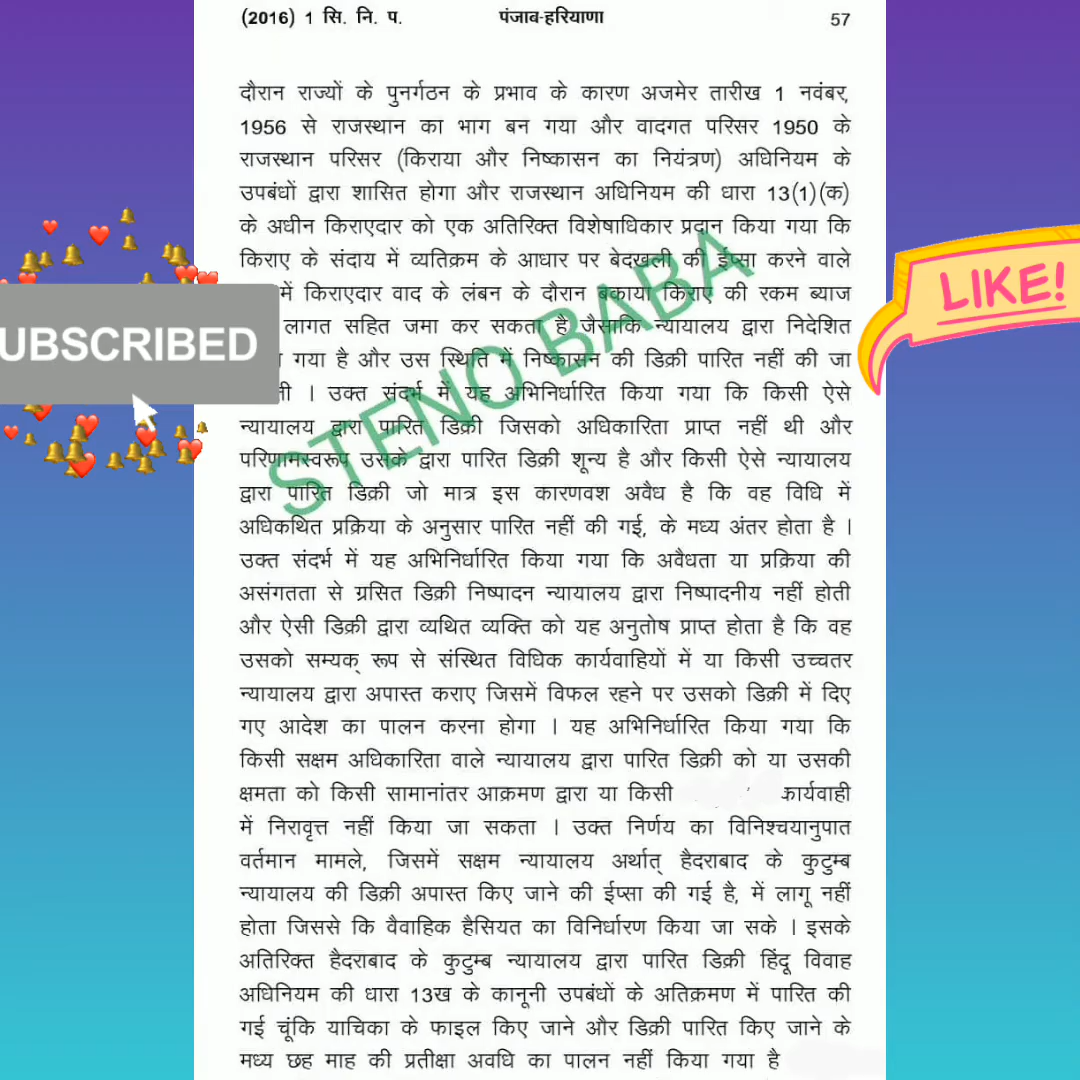 (2016) 1 सि. नि. प. पंजाब-हरियाणा 57
दौरान राज्यों के पुनर्गठन के प्रभाव के कारण अजमेर तारीख 1 नवंबर,
1956 से राजस्थान का भाग बन गया और वादगत परिसर 1950 के
राजस्थान परिसर (किराया और निष्कासन का नियंत्रण) अधिनियम के
उपबंधों द्वारा शासित होगा और राजस्थान अधिनियम की धारा 13(1)(क)
के अधीन किराएदार को एक अतिरिक्त विशेषाधिकार प्रदान किया गया कि
किराए के संदाय में व्यतिक्रम के आधार पर बेदखली की ईप्सा करने वाले
में किराएदार वाद के लंबन के दौरान बकाया किराए की रकम ब्याज
लागत सहित जमा कर सकता है जैसाकि न्यायालय द्वारा निदेशित
गया है और उस स्थिति में निष्कासन की डिक्री पारित नहीं की जा
। उक्त संदर्भ में यह अभिनिर्धारित किया गया कि किसी ऐसे
न्यायालय द्वारा पारित डिक्री जिसको अधिकारिता प्राप्त नहीं थी और
परिणामस्वरूप उसके द्वारा पारित डिक्री शून्य है और किसी ऐसे न्यायालय
द्वारा पारित डिक्री जो मात्र इस कारणवश अवैध है कि वह विधि में
अधिकथित प्रक्रिया के अनुसार पारित नहीं की गई, के मध्य अंतर होता है ।
उक्त संदर्भ में यह अभिनिर्धारित किया गया कि अवैधता या प्रक्रिया की
असंगतता से ग्रसित डिक्री निष्पादन न्यायालय द्वारा निष्पादनीय नहीं होती
और ऐसी डिक्री द्वारा व्यथित व्यक्ति को यह अनुतोष प्राप्त होता है कि वह
उसको सम्यक् रूप से संस्थित विधिक कार्यवाहियों में या किसी उच्चतर
न्यायालय द्वारा अपास्त कराए जिसमें विफल रहने पर उसको डिक्री में दिए
गए आदेश का पालन करना होगा । यह अभिनिर्धारित किया गया कि
किसी सक्षम अधिकारिता वाले न्यायालय द्वारा पारित डिक्री को या उसकी
क्षमता को किसी सामानांतर आक्रमण द्वारा या किसी कार्यवाही
में निरावृत्त नहीं किया जा सकता । उक्त निर्णय का विनिश्चयानुपात
वर्तमान मामले, जिसमें सक्षम न्यायालय अर्थात् हैदराबाद के कुटुम्ब
न्यायालय की डिक्री अपास्त किए जाने की ईप्सा की गई है, में लागू नहीं
होता जिससे कि वैवाहिक हैसियत का विनिर्धारण किया जा सके । इसके
अतिरिक्त हैदराबाद के कुटुम्ब न्यायालय द्वारा पारित डिक्री हिंदू विवाह
अधिनियम की धारा 13ख के कानूनी उपबंधों के अतिक्रमण में पारित की
गई चूंकि याचिका के फाइल किए जाने और डिक्री पारित किए जाने के
मध्य छह माह की प्रतीक्षा अवधि का पालन नहीं किया गया है
STENO BABA
UBSCRIBED
LIKE!